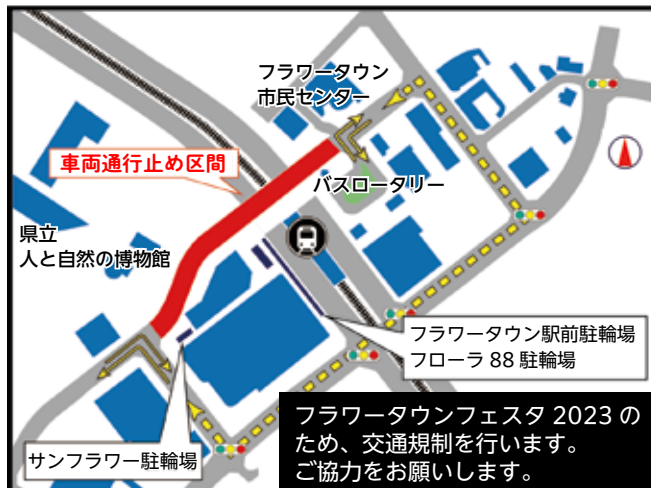 フラワータウン
市民センター
車両通行止め区間
バスロータリー
県立
人と自然の博物館
フラワータウン駅前駐輪場
フローラ 88 駐輪場
サンフラワー駐輪場
フラワータウンフェスタ 2023 の
ため、交通規制を行います。
ご協力をお願いします。